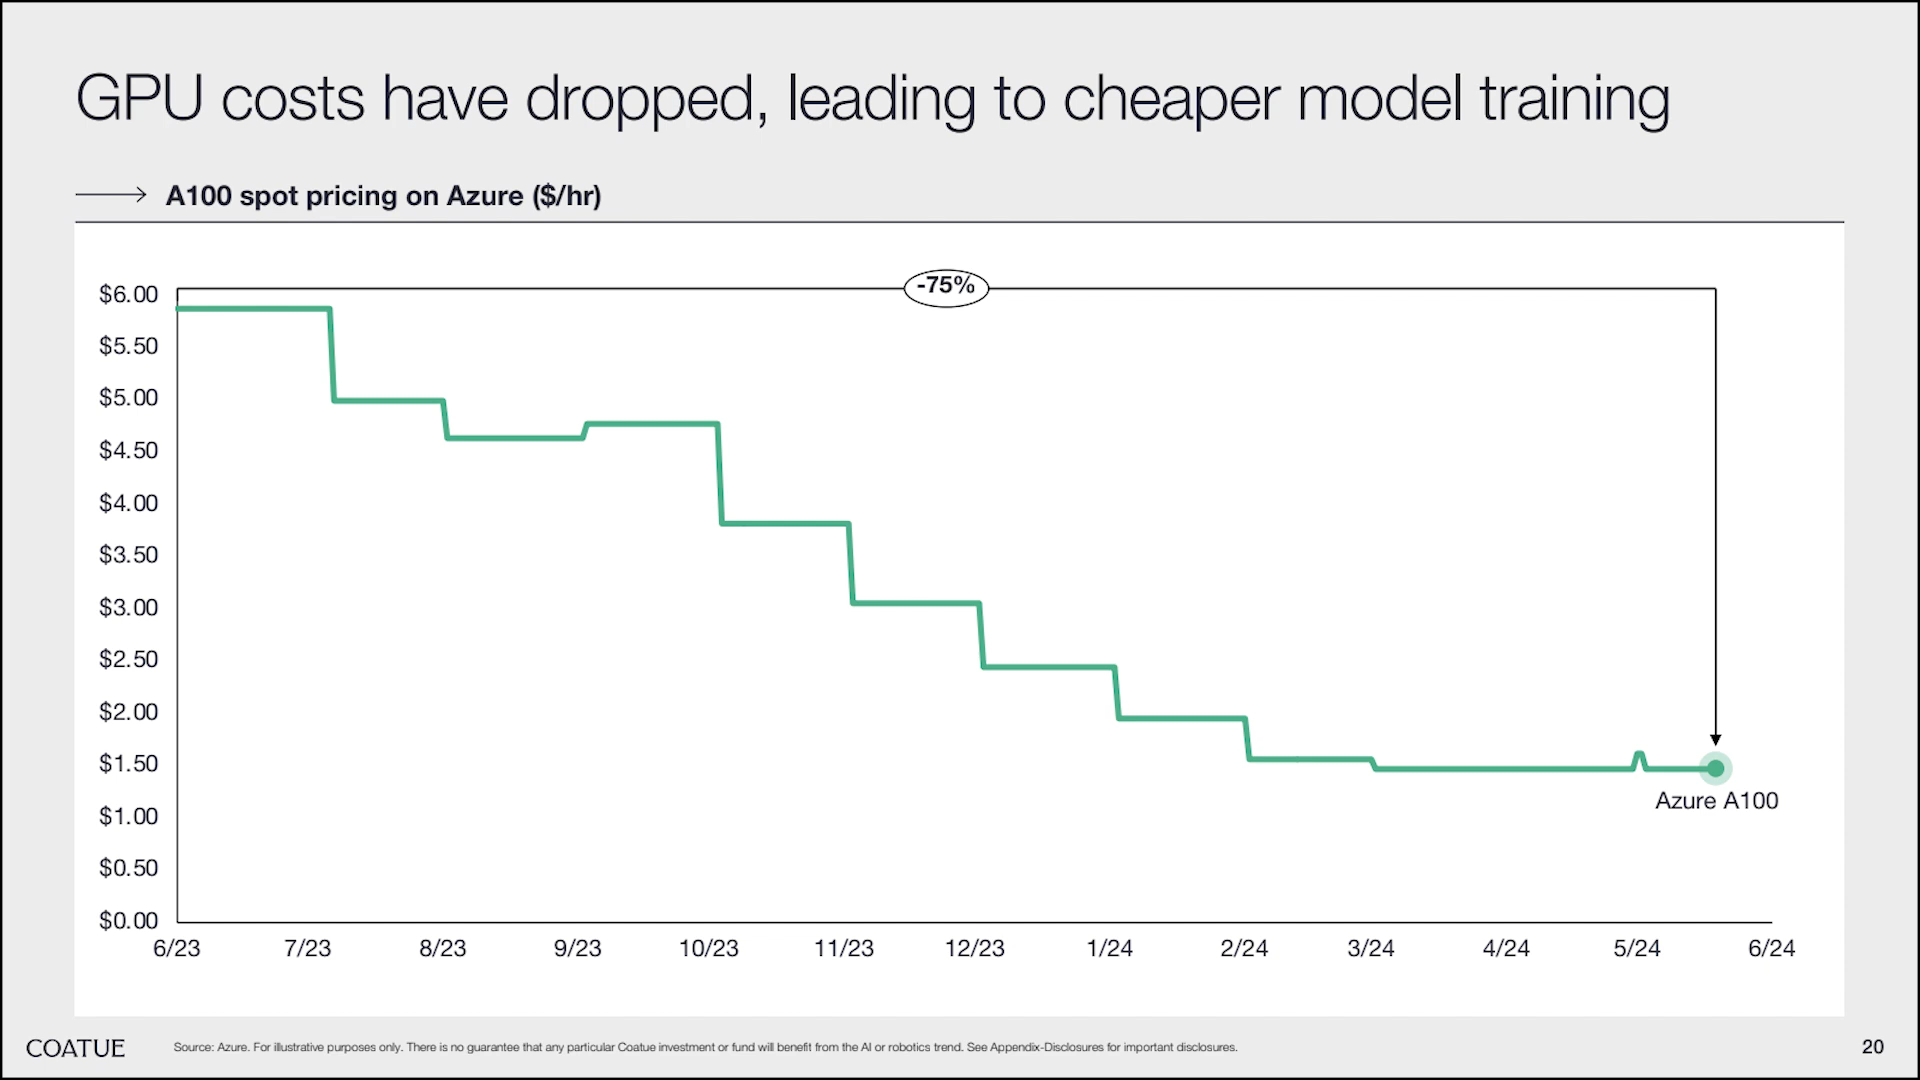 GPU costs have dropped, leading to cheaper model training
A100 spot pricing on Azure ($/hr)
-75%
$6.00
$5.50
$5.00
$4.50
$4.00
$3.50
$3.00
$2.50
$2.00
$1.50
$1.00
$0.50
$0.00
Azure A100
6/23 7/23 8/23 9/23 10/23 11/23 12/23 1/24 2/24 3/24 4/24 5/24 6/24
COATUE Source: Azure. For illustrative purposes only. There is no guarantee that any particular Coatue investment or fund will benefit from the AI or robotics trend. See Appendix-Disclosures for important disclosures. 20